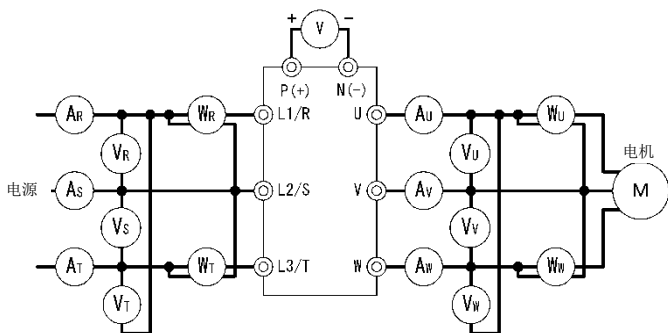 + V -
P(+) N(-)
AR WR L1/R U AU WU
VR VU
电机
电源 AS L2/S V AV M
VS VV
AT WT L3/T W AW WW
VT VW